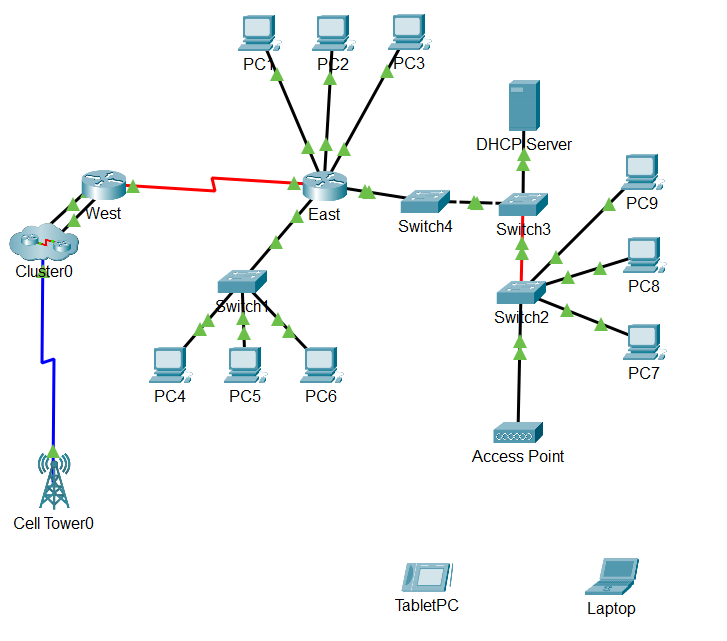 PC1
PC2
PC3
DHCP Server
PC9
West
East
Switch4
Switch3
Cluster0
PC8
Switch1
Switch2
PC7
PC4
PC5
PC6
Access Point
Cell Tower0
TabletPC
Laptop